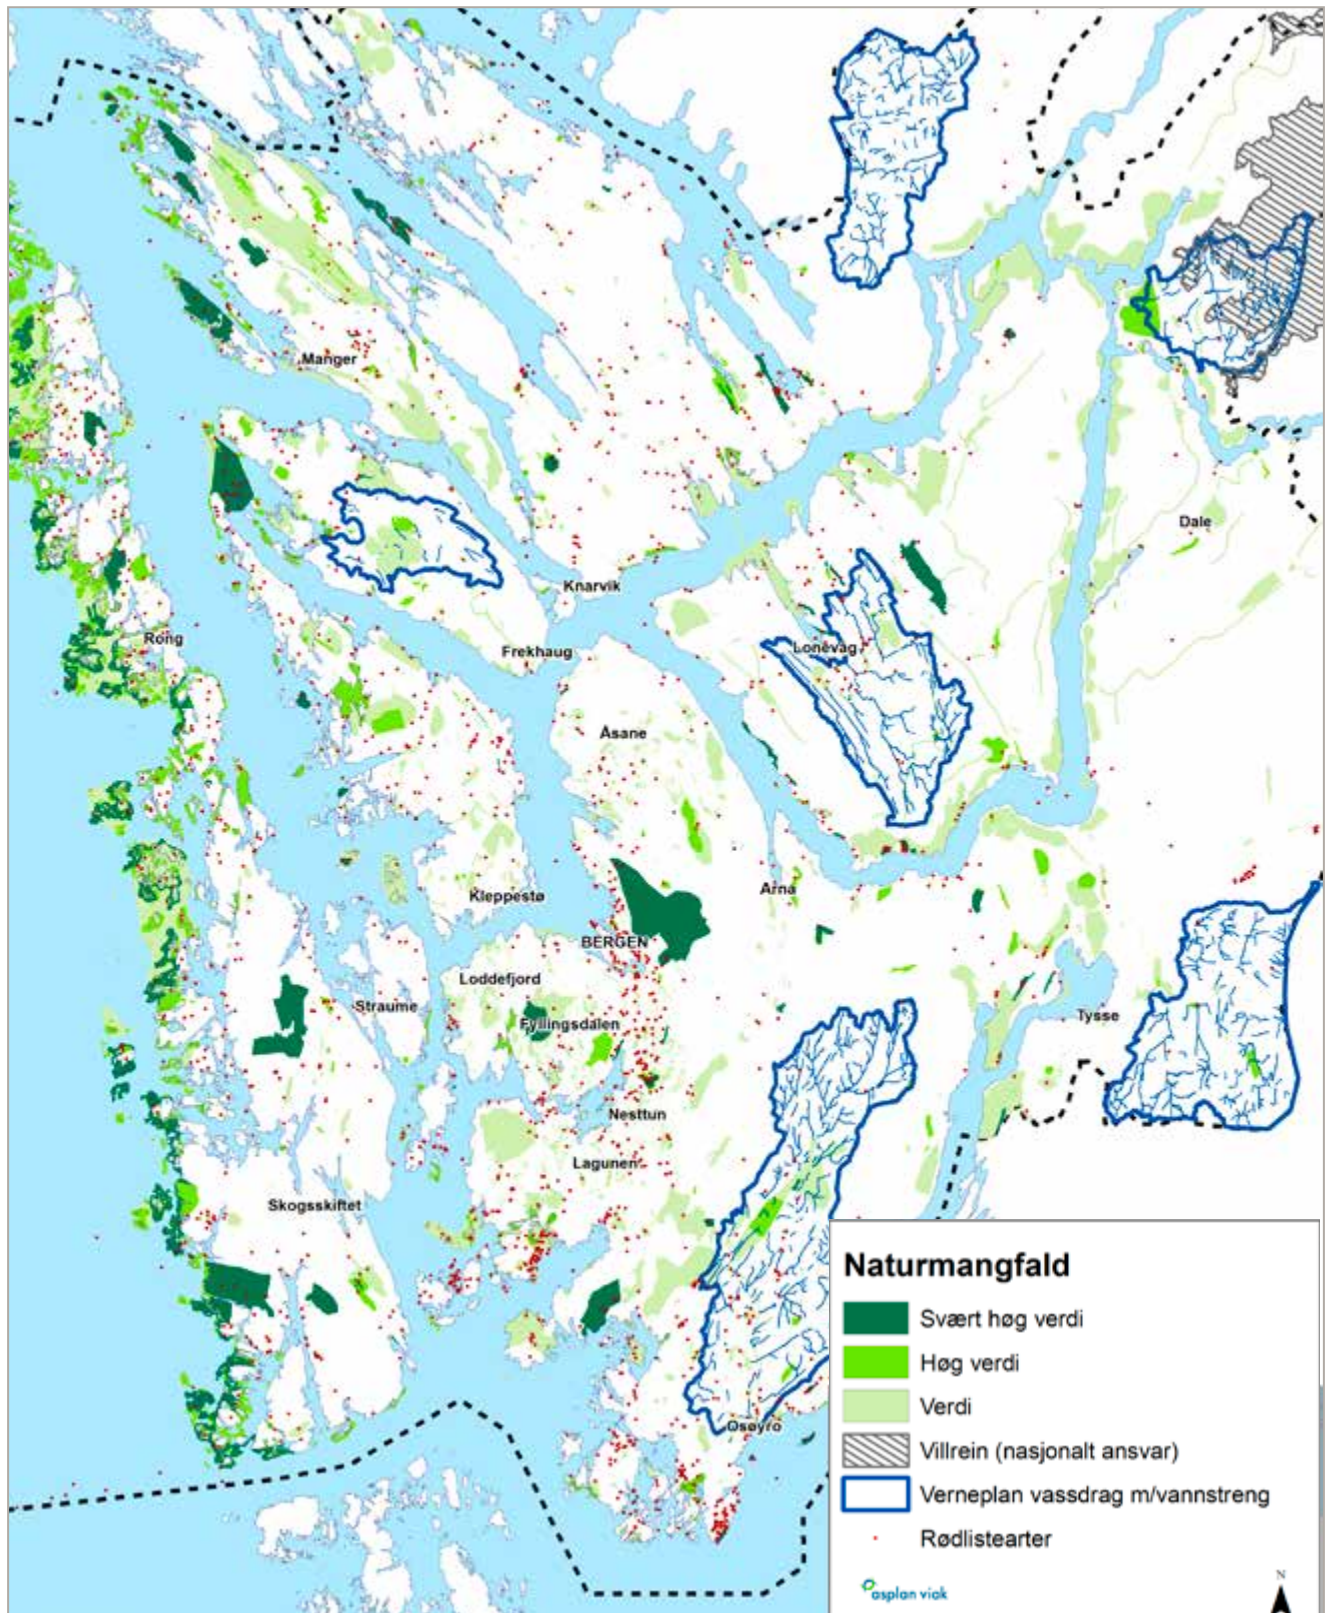 Manger
Dale
Knarvik
Rong
Lonevåg
Frekhaug
Åsane
Arna
Kleppestø
BERGEN
Loddefjord
Straume
Fyllingsdalen
Tysse
Nesttun
Lagunen
Skogsskiftet
Osøyro
Naturmangfald
Svært høg verdi
Høg verdi
Verdi
Villrein (nasjonalt ansvar)
Verneplan vassdrag m/vannstreng
Rødlistearter
asplan viak
N